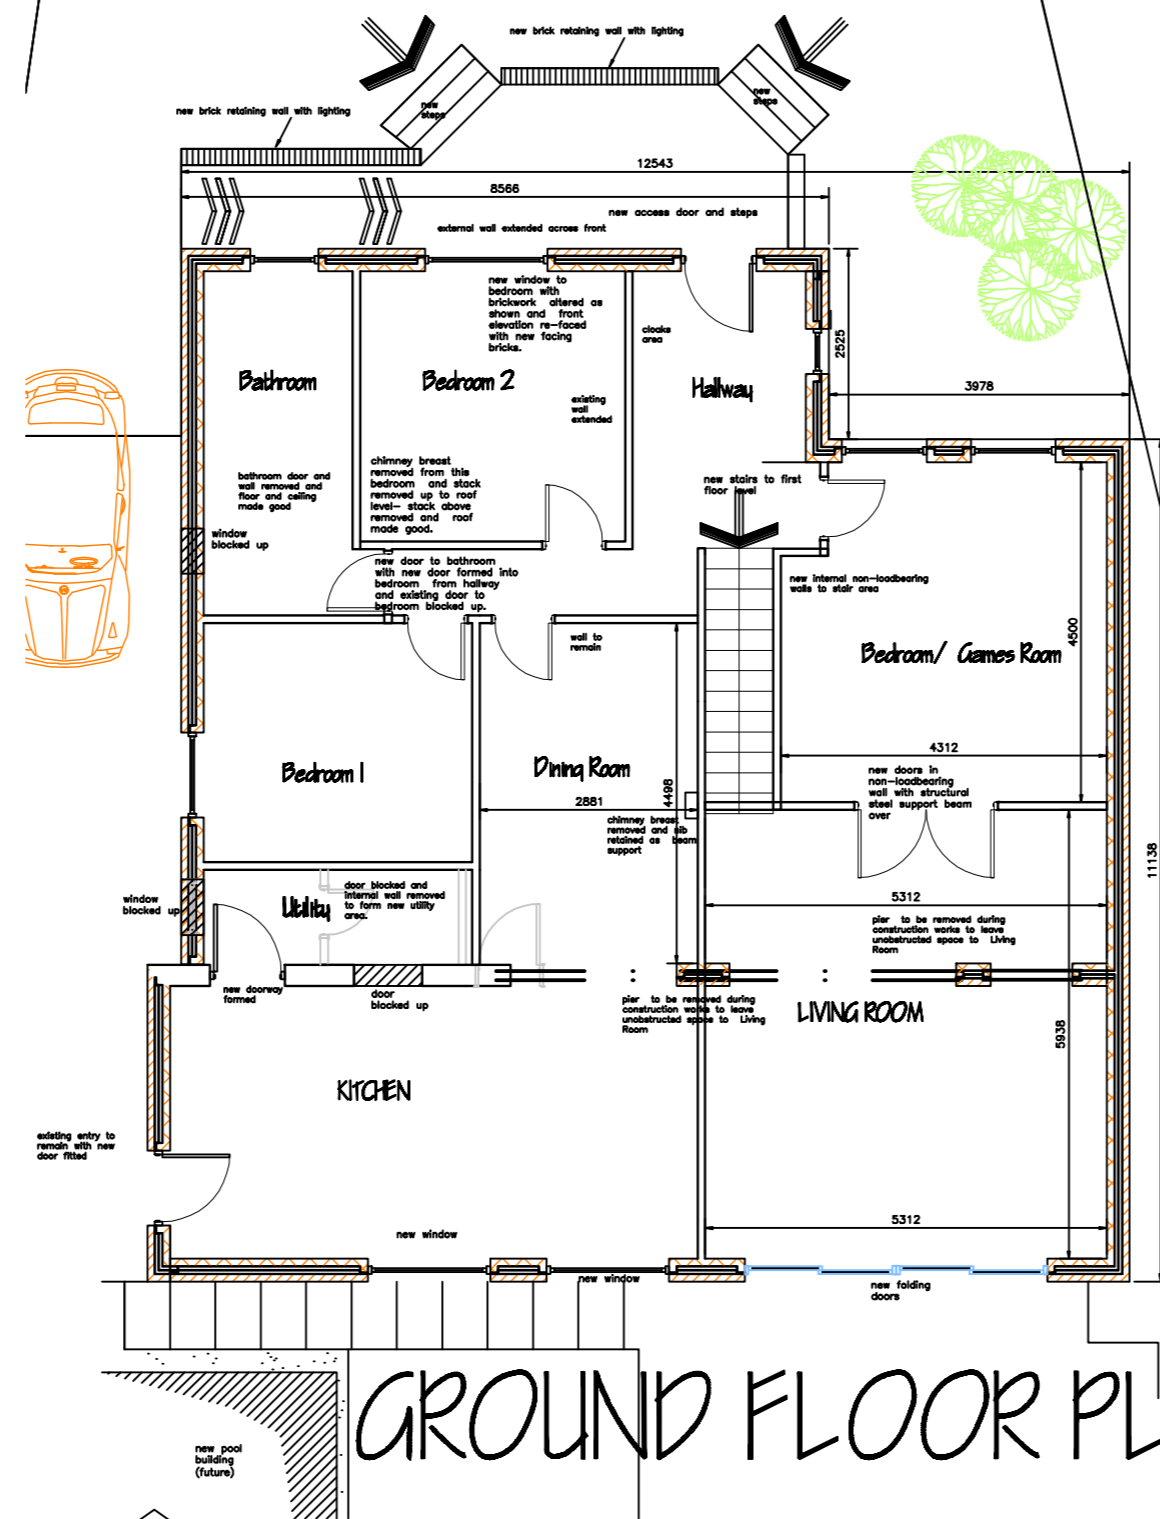 new brick retaining wall with lighting
new brick retaining wall with lighting
new
steps
new
steps
12543
8566
new access door and steps
external wall extended across front
new window to
bedroom with
brickwork altered as
shown and front
elevation re-faced
with new facing
bricks.
cloaks
area
2525
3978
Bathroom
Bedroom 2
Hallway
existing
wall
extended
bathroom door and
wall removed and
floor and ceiling
made good
chimney breast
removed from this
bedroom and stack
removed up to roof
level- stack above
removed and roof
made good.
new stairs to first
floor level
window
blocked up
new door to bathroom
with new door formed into
bedroom from hallway
and existing door to
bedroom blocked up.
new internal non-loadbearing
walls to stair area
wall to
remain
4500
Bedroom/ Games Room
4312
Bedroom 1
Dining Room
2881
4498
new doors in
non-loadbearing
wall with structural
steel support beam
over
chimney breast
removed and nib
retained as beam
support
11138
window
blocked up
Utility
door blocked and
internal wall removed
to form new utility
area.
5312
pier to be removed during
construction works to leave
unobstructed space to Living
Room
new doorway
formed
door
blocked up
pier to be removed during
construction works to leave
unobstructed space to Living
Room
LIVING ROOM
5938
KITCHEN
existing entry to
remain with new
door fitted
5312
new window
new window
new folding
doors
GROUND FLOOR PL
new pool
building
(future)